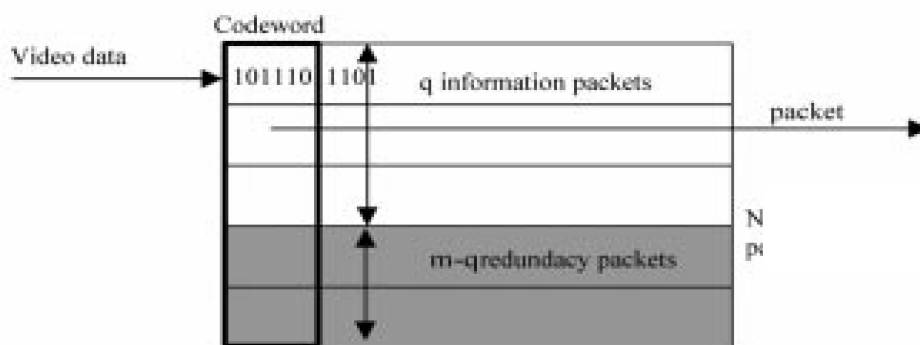 Codeword
Video data
101110 1101
q information packets
packet
N
m-qredundacy packets